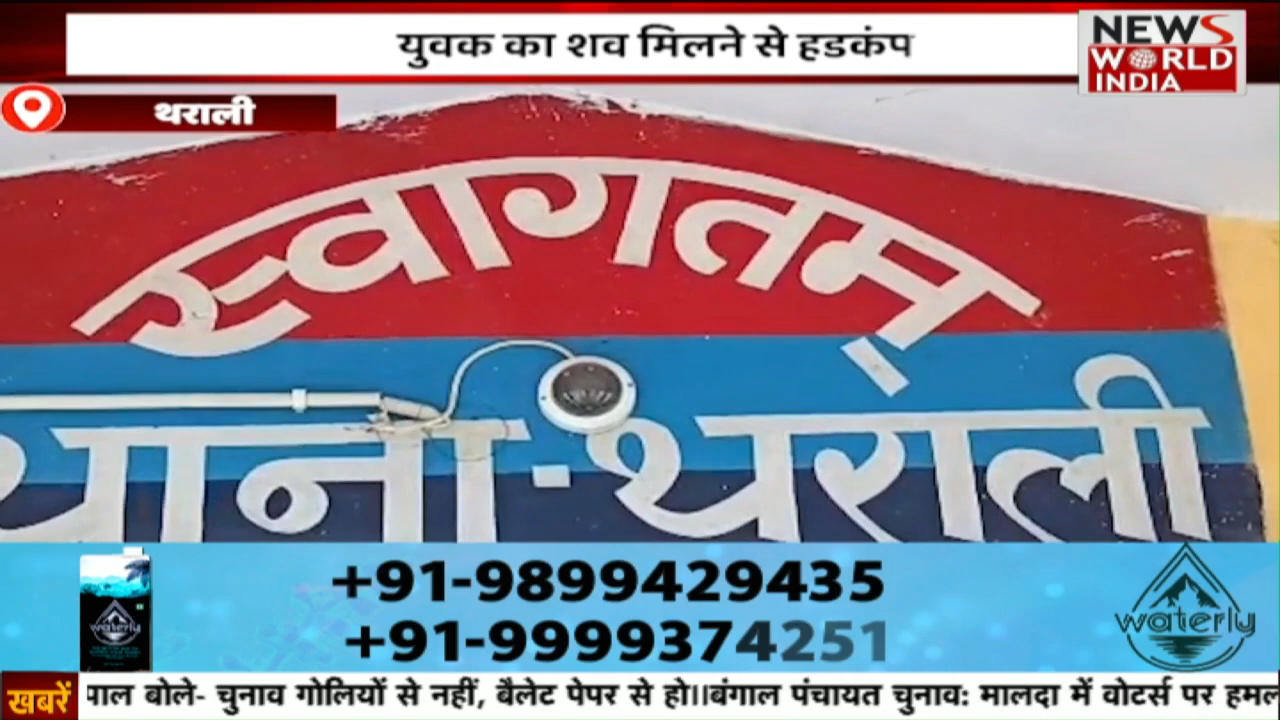 युवक का शव मिलने से हडकंप
NEWS
WORLD
INDIA
थराली
स्वागतम्
थाना - थराली
+91-9899429435
+91-9999374251
waterly
waterly
खबरें
पाल बोले- चुनाव गोलियों से नहीं, बैलेट पेपर से हो।।बंगाल पंचायत चुनाव: मालदा में वोटर्स पर हमल